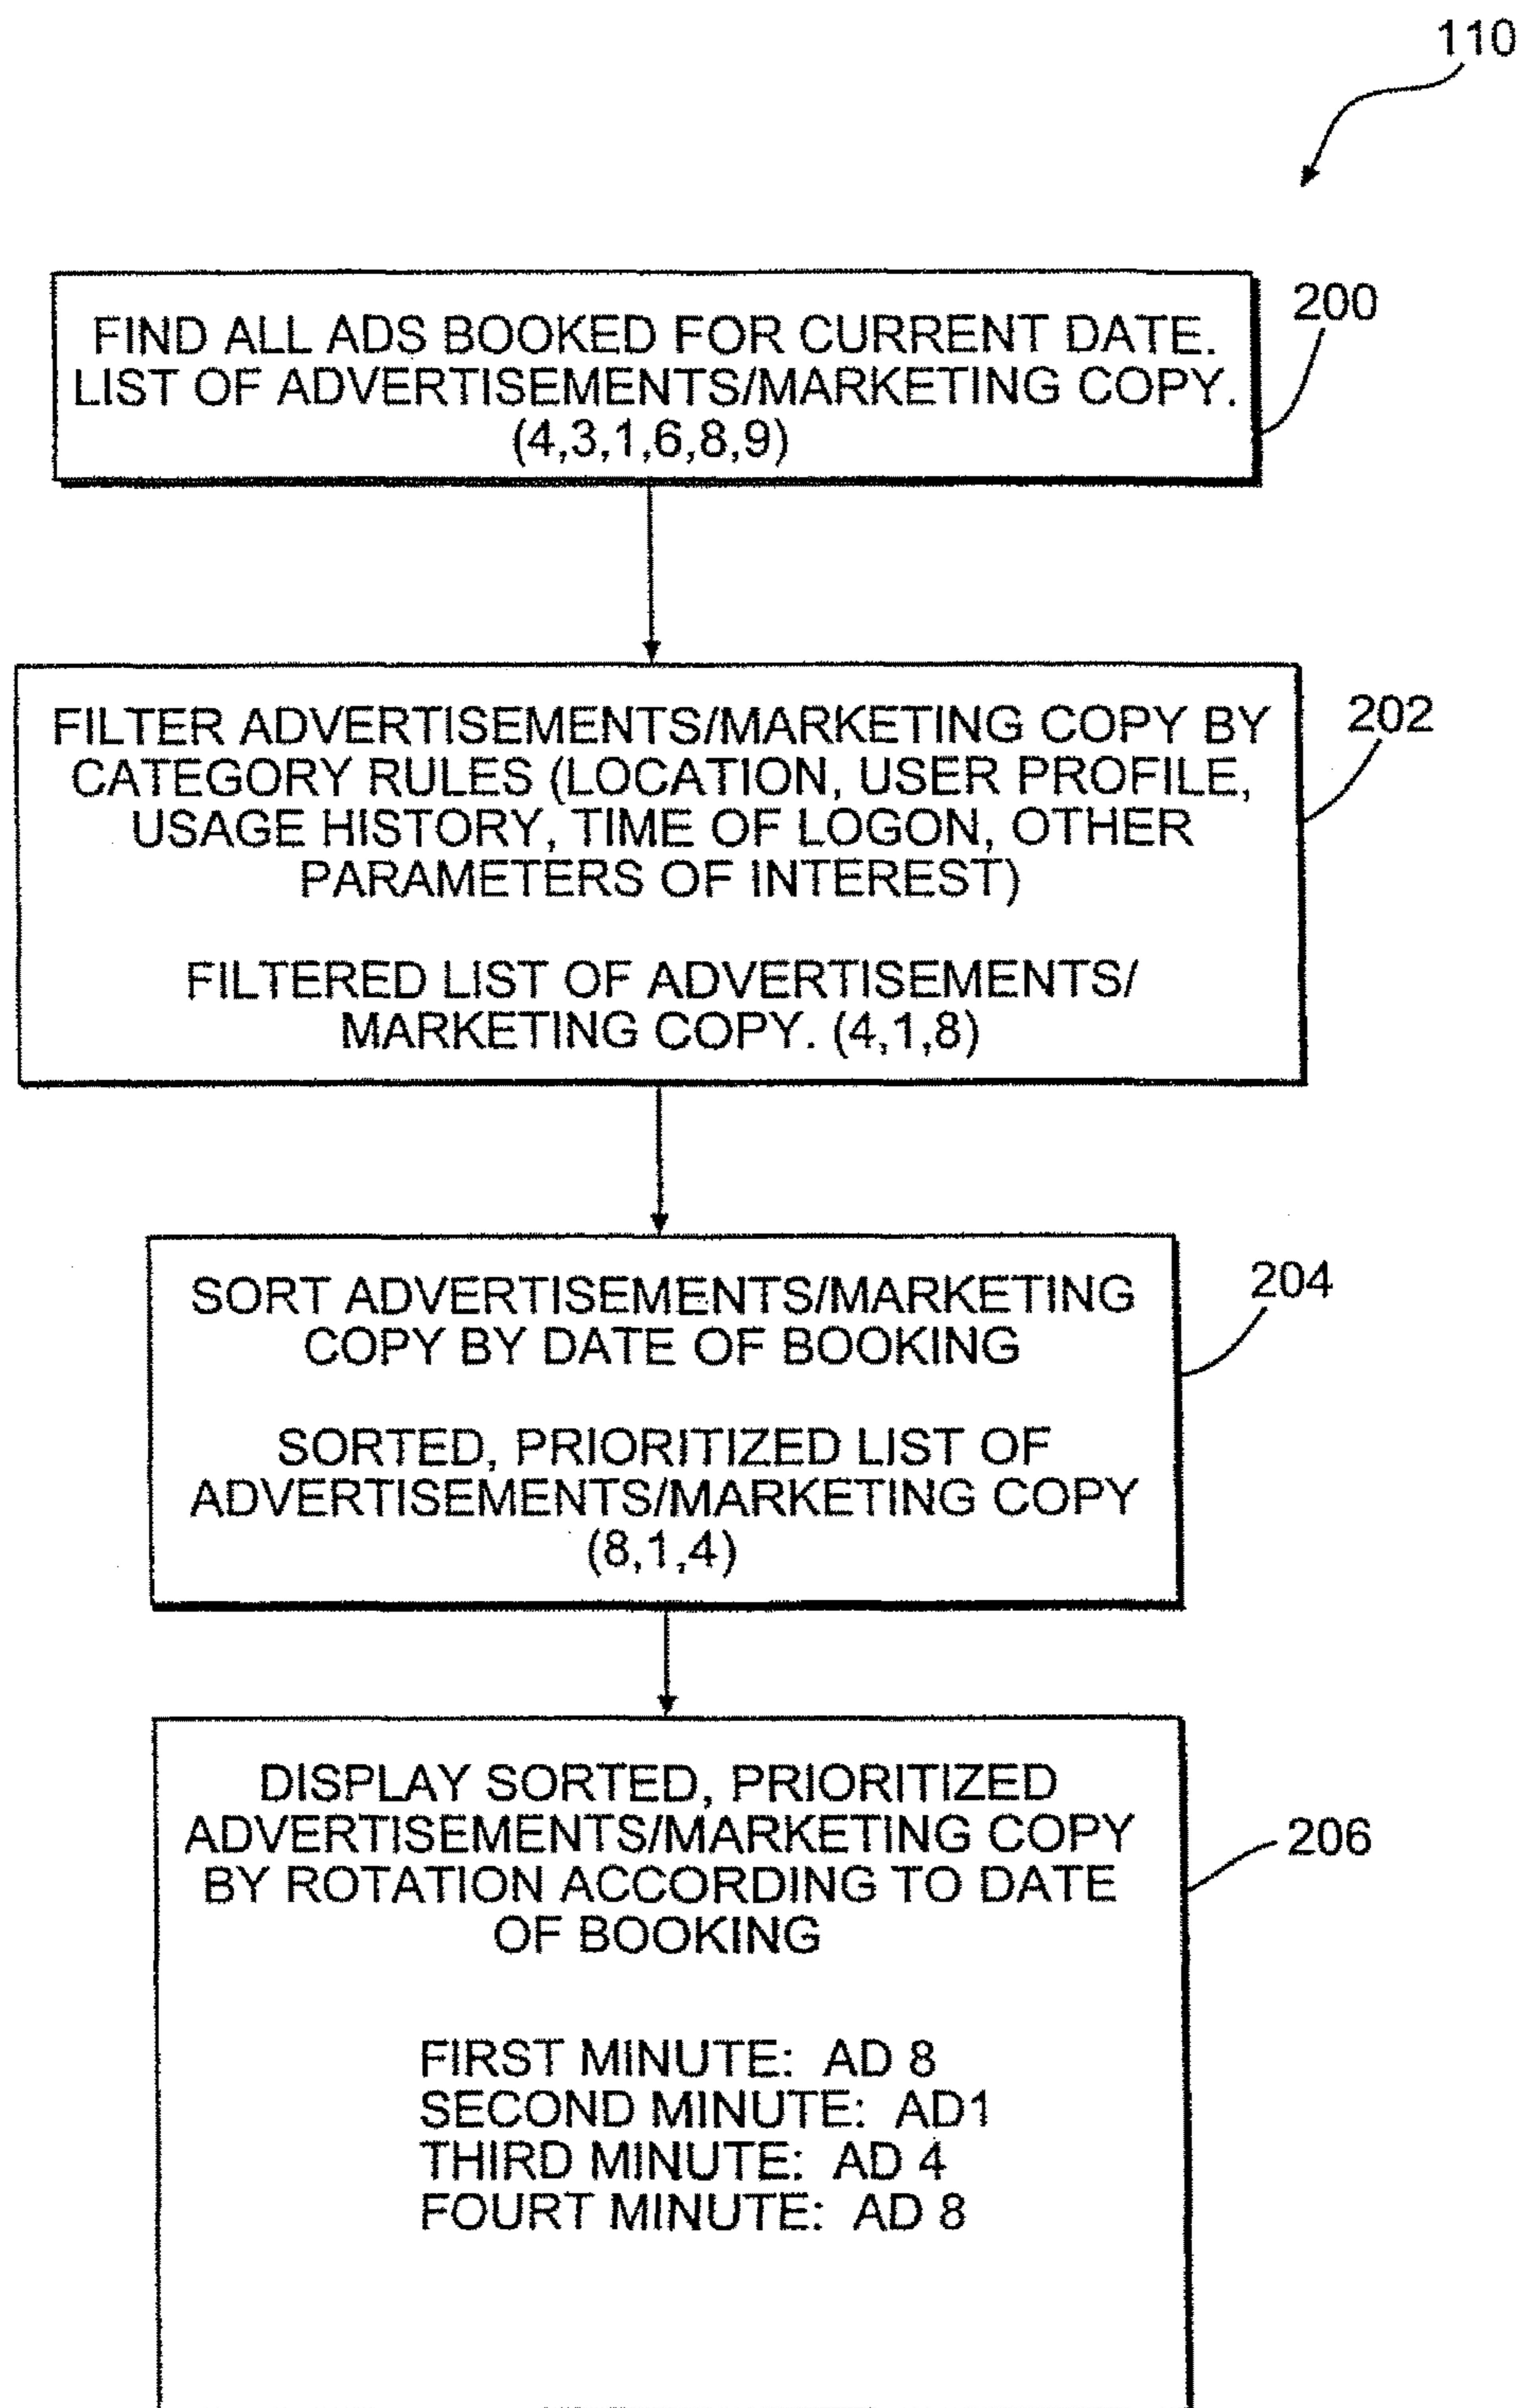 110
FIND ALL ADS BOOKED FOR CURRENT DATE.
LIST OF ADVERTISEMENTS/MARKETING COPY.
(4,3,1,6,8,9)
200
FILTER ADVERTISEMENTS/MARKETING COPY BY
CATEGORY RULES (LOCATION, USER PROFILE,
USAGE HISTORY, TIME OF LOGON, OTHER
PARAMETERS OF INTEREST)
FILTERED LIST OF ADVERTISEMENTS/
MARKETING COPY. (4,1,8)
202
SORT ADVERTISEMENTS/MARKETING
COPY BY DATE OF BOOKING
SORTED, PRIORITIZED LIST OF
ADVERTISEMENTS/MARKETING COPY
(8,1,4)
204
DISPLAY SORTED, PRIORITIZED
ADVERTISEMENTS/MARKETING COPY
BY ROTATION ACCORDING TO DATE
OF BOOKING
FIRST MINUTE: AD 8
SECOND MINUTE: AD1
THIRD MINUTE: AD 4
FOURT MINUTE: AD 8
206